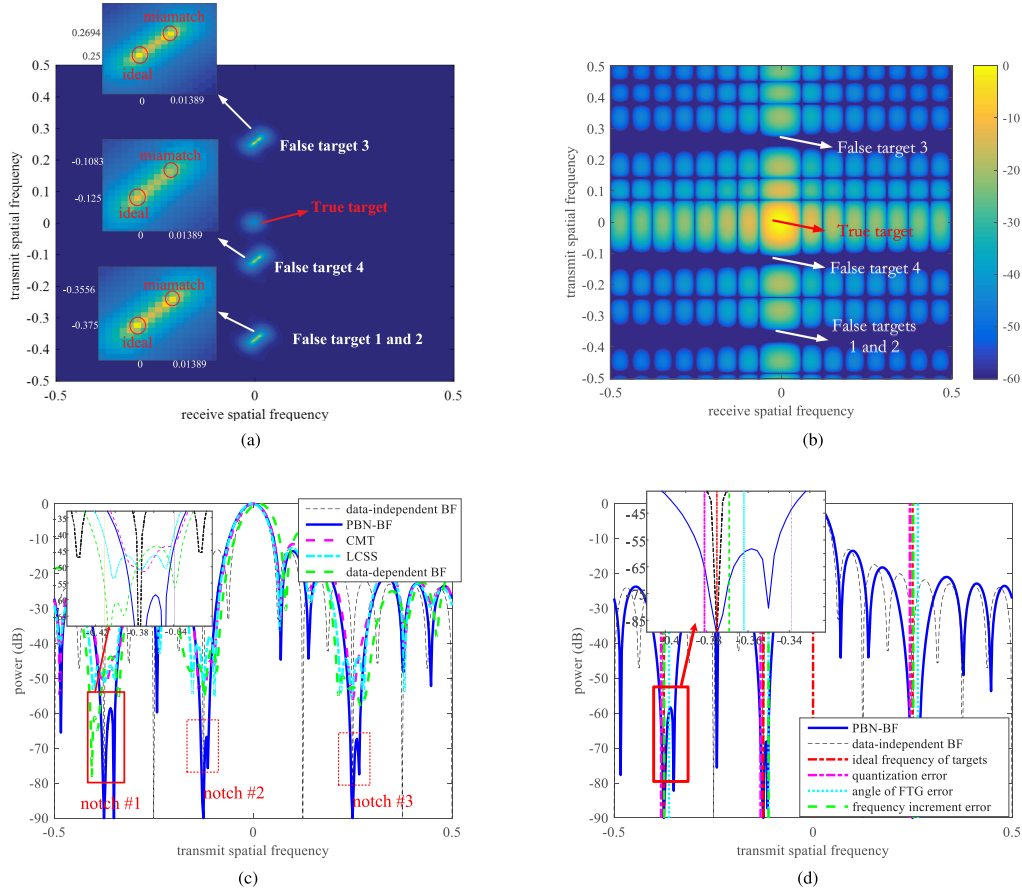 miamatch
0.2694
0.25
ideal
0
0.01389
miamatch
-0.1083
-0.125
ideal
0
0.01389
mismatch
-0.3556
-0.375
ideal
0
0.01389
0.5
0.4
0.3
0.2
0.1
0
-0.1
-0.2
-0.3
-0.4
-0.5
-0.5
0
0.5
transmit spatial frequency
receive spatial frequency
False target 3
True target
False target 4
False target 1 and 2
(a)
0.5
0.4
0.3
0.2
0.1
0
-0.1
-0.2
-0.3
-0.4
-0.5
-0.5
0
0.5
transmit spatial frequency
receive spatial frequency
False target 3
True target
False target 4
False targets
1 and 2
0
-10
-20
-30
-40
-50
-60
(b)
0
-10
-20
-30
-40
-50
-60
-70
-80
-90
-0.5
0
0.5
power (dB)
transmit spatial frequency
data-independent BF
PBN-BF
CMT
LCSS
data-dependent BF
-0.38
notch #1
notch #2
notch #3
(c)
0
-10
-20
-30
-40
-50
-60
-70
-80
-90
-0.5
0
0.5
power (dB)
transmit spatial frequency
-45
-55
-65
-75
-85
-0.4
-0.38
-0.36
-0.34
PBN-BF
data-independent BF
ideal frequency of targets
quantization error
angle of FTG error
frequency increment error
(d)